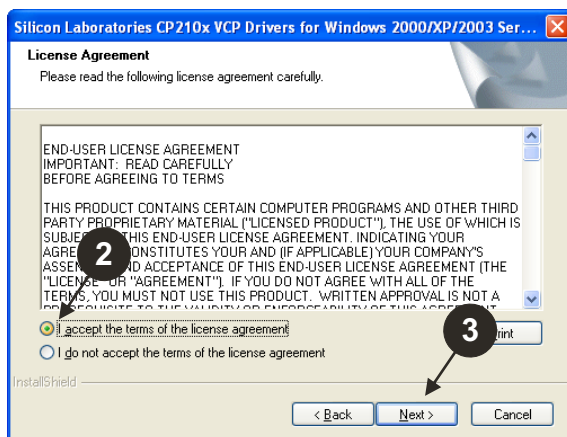 Silicon Laboratories CP210x VCP Drivers for Windows 2000/XP/2003 Ser...
License Agreement
Please read the following license agreement carefully.
END-USER LICENSE AGREEMENT
IMPORTANT: READ CAREFULLY
BEFORE AGREEING TO TERMS
THIS PRODUCT CONTAINS CERTAIN COMPUTER PROGRAMS AND OTHER THIRD
PARTY PROPRIETARY MATERIAL ("LICENSED PRODUCT"), THE USE OF WHICH IS
THIS END-USER LICENSE AGREEMENT. INDICATING YOUR
CONSTITUTES YOUR AND (IF APPLICABLE) YOUR COMPANY'S
AND ACCEPTANCE OF THIS END-USER LICENSE AGREEMENT (THE
"LICENSE" OR "AGREEMENT"). IF YOU DO NOT AGREE WITH ALL OF THE
TERMS, YOU MUST NOT USE THIS PRODUCT. WRITTEN APPROVAL IS NOT A
2
I accept the terms of the license agreement
I do not accept the terms of the license agreement
3
InstallShield
< Back
Next >
Cancel